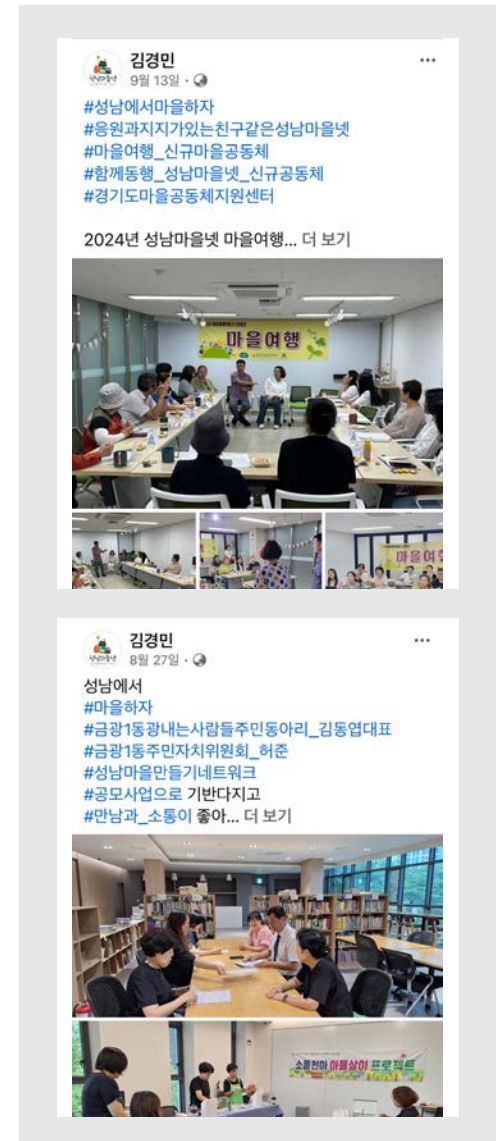 김경민
9월 13일
#성남에서마을하자
#응원과지지가있는친구같은성남마을넷
#마을여행_신규마을공동체
#함께동행_성남마을넷_신규공동체
#경기도마을공동체지원센터
2024년 성남마을넷 마을여행... 더 보기
마을여행
마을여행
김경민
8월 27일
성남에서
#마을하자
#금광1동광내는사람들주민동아리_김동엽대표
#금광1동주민자치위원회_허준
#성남마을만들기네트워크
#공모사업으로 기반다지고
#만남과_소통이 좋아... 더 보기
마을살이 프로젝트